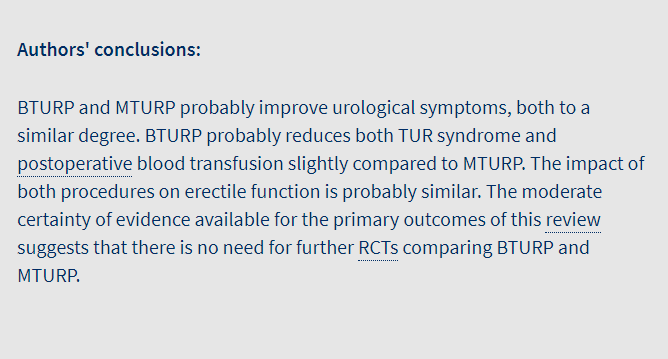 Authors' conclusions:
BTURP and MTURP probably improve urological symptoms, both to a
similar degree. BTURP probably reduces both TUR syndrome and
postoperative blood transfusion slightly compared to MTURP. The impact of
both procedures on erectile function is probably similar. The moderate
certainty of evidence available for the primary outcomes of this review
suggests that there is no need for further RCTs comparing BTURP and
MTURP.